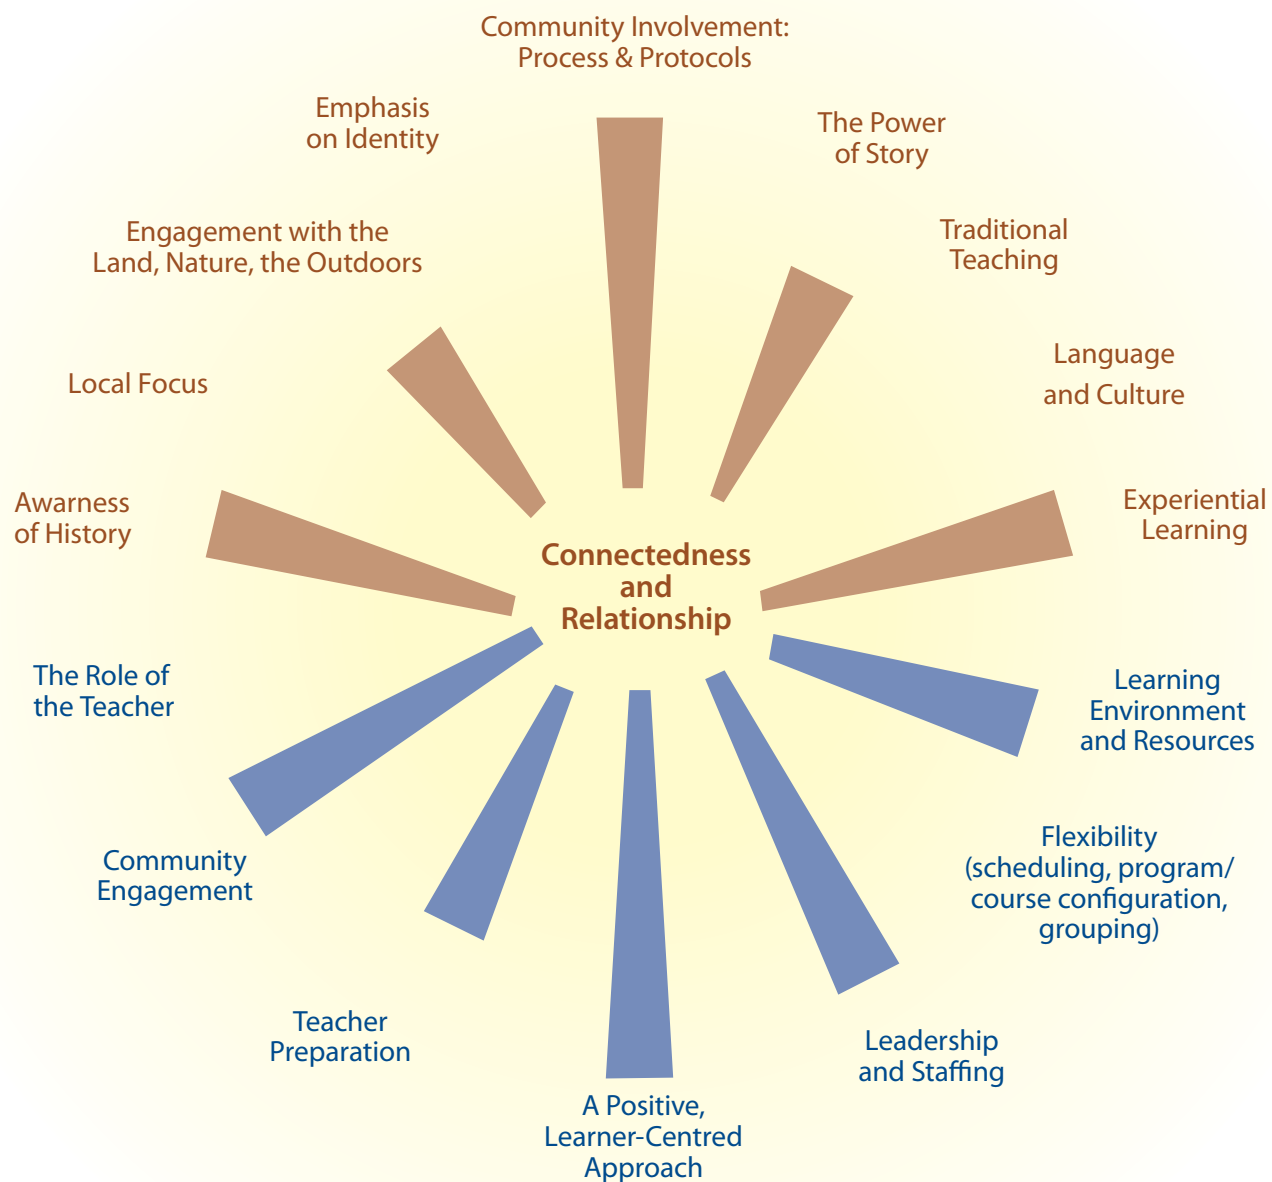 Community Involvement:
Process & Protocols
Emphasis
on Identity
The Power
of Story
Engagement with the
Land, Nature, the Outdoors
Traditional
Teaching
Local Focus
Language
and Culture
Awarness
of History
Experiential
Learning
Connectedness
and
Relationship
The Role of
the Teacher
Learning
Environment
and Resources
Community
Engagement
Flexibility
(scheduling, program/
course configuration,
grouping)
Teacher
Preparation
Leadership
and Staffing
A Positive,
Learner-Centred
Approach